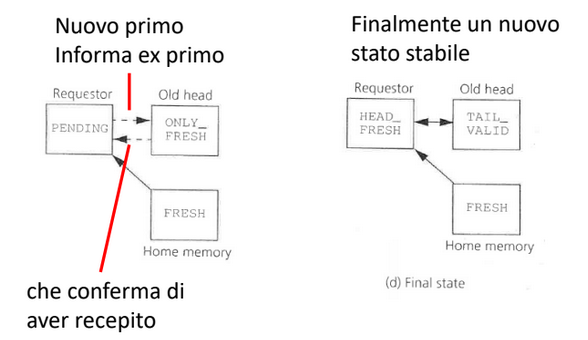 Nuovo primo
Informa ex primo
Requestor
Old head
PENDING
ONLY_
FRESH
FRESH
Home memory
che conferma di
aver recepito
Finalmente un nuovo
stato stabile
Requestor
Old head
HEAD_
FRESH
TAIL_
VALID
FRESH
Home memory
(d) Final state